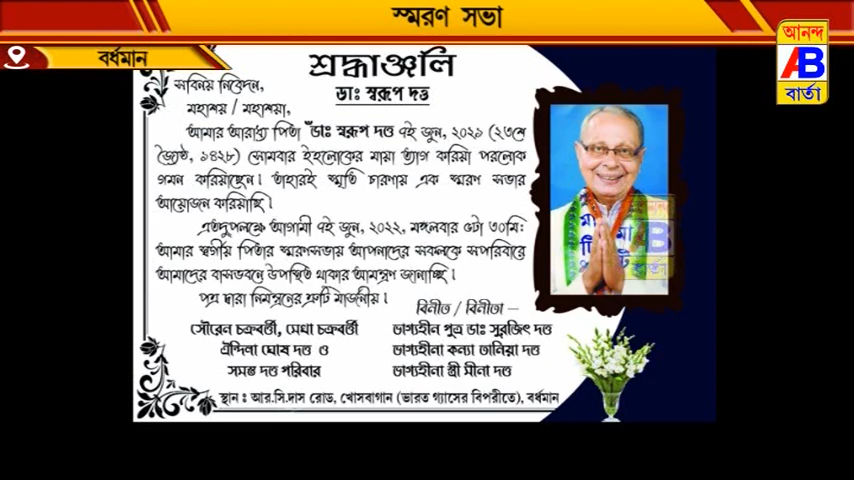 স্মরণ সভা
আনন্দ
AB
বার্তা
বর্ধমান
শ্রদ্ধাঞ্জলি
ডাঃ স্বরূপ দত্ত
সবিনয় নিবেদন,
মহাশয় / মহাশয়া,
আমার আরাধ্য পিতা ঁডাঃ স্বরূপ দত্ত ৭ই জুন, ২০২১ (২৩শে
জ্যৈষ্ঠ, ১৪২৮) সোমবার ইহলোকের মায়া ত্যাগ করিয়া পরলোক
গমন করিয়াছেন। তাহারই স্মৃতি চারণায় এক স্মরণ সভার
আয়োজন করিয়াছি।
এতদুপলক্ষে আগামী ৭ই জুন, ২০২২, মঙ্গলবার ৬টা ৩০মি:
আমার স্বর্গীয় পিতার স্মরণসভায় আপনাদের সকলকে সপরিবারে
আমাদের বাসভবনে উপস্থিত থাকার আমন্ত্রণ জানাচ্ছি।
পত্র দ্বারা নিমন্ত্রনের ত্রুটি মার্জনীয়।
বিনীত / বিনীতা –
সৌরেন চক্রবর্ত্তী, মেঘা চক্রবর্ত্তী
ঐন্দিলা ঘোষ দত্ত ও
সমস্ত দত্ত পরিবার
ভাগ্যহীন পুত্র ডাঃ সুরজিৎ দত্ত
ভাগ্যহীনা কন্যা তানিয়া দত্ত
ভাগ্যহীনা স্ত্রী মীনা দত্ত
স্থান : আর.সি.দাস রোড, খোসবাগান (ভারত গ্যাসের বিপরীতে), বর্ধমান